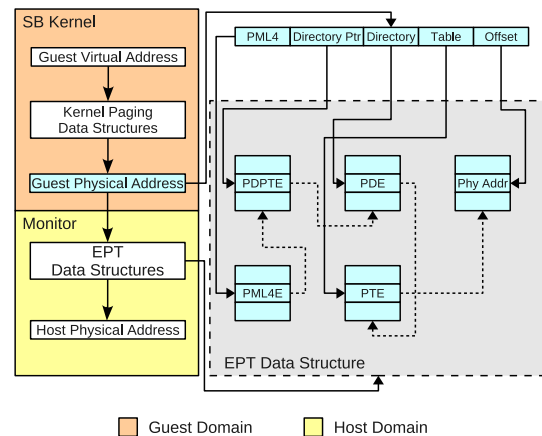 SB Kernel
Guest Virtual Address
Kernel Paging
Data Structures
Guest Physical Address
Monitor
EPT
Data Structures
Host Physical Address
PML4
Directory Ptr
Directory
Table
Offset
PDPTE
PDE
Phy Addr
PML4E
PTE
EPT Data Structure
Guest Domain
Host Domain